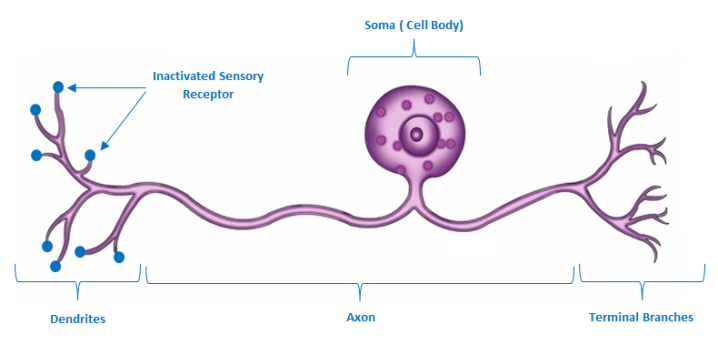 Soma ( Cell Body)
Inactivated Sensory
Receptor
Dendrites
Axon
Terminal Branches